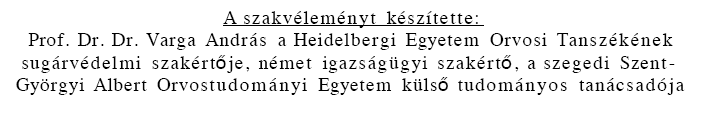 A szakvéleményt készítette:
Prof. Dr. Dr. Varga András a Heidelbergi Egyetem Orvosi Tanszékének
sugárvédelmi szakértője, német igazságügyi szakértő, a szegedi Szent-
Györgyi Albert Orvostudományi Egyetem külső tudományos tanácsadója